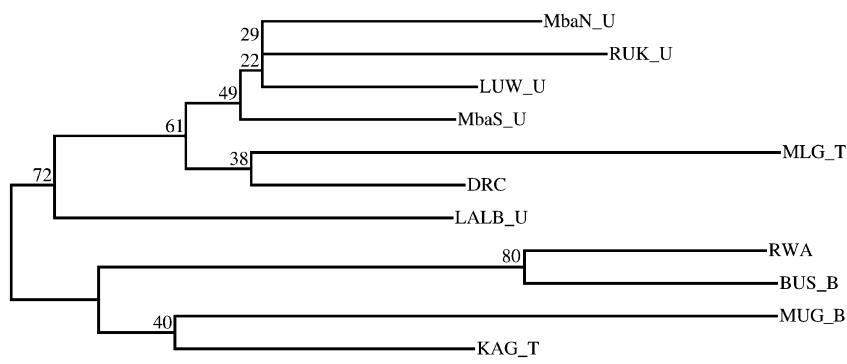 MbaN_U
29
RUK_U
22
LUW_U
49
MbaS_U
61
MLG_T
38
DRC
72
LALB_U
RWA
80
BUS_B
MUG_B
40
KAG_T